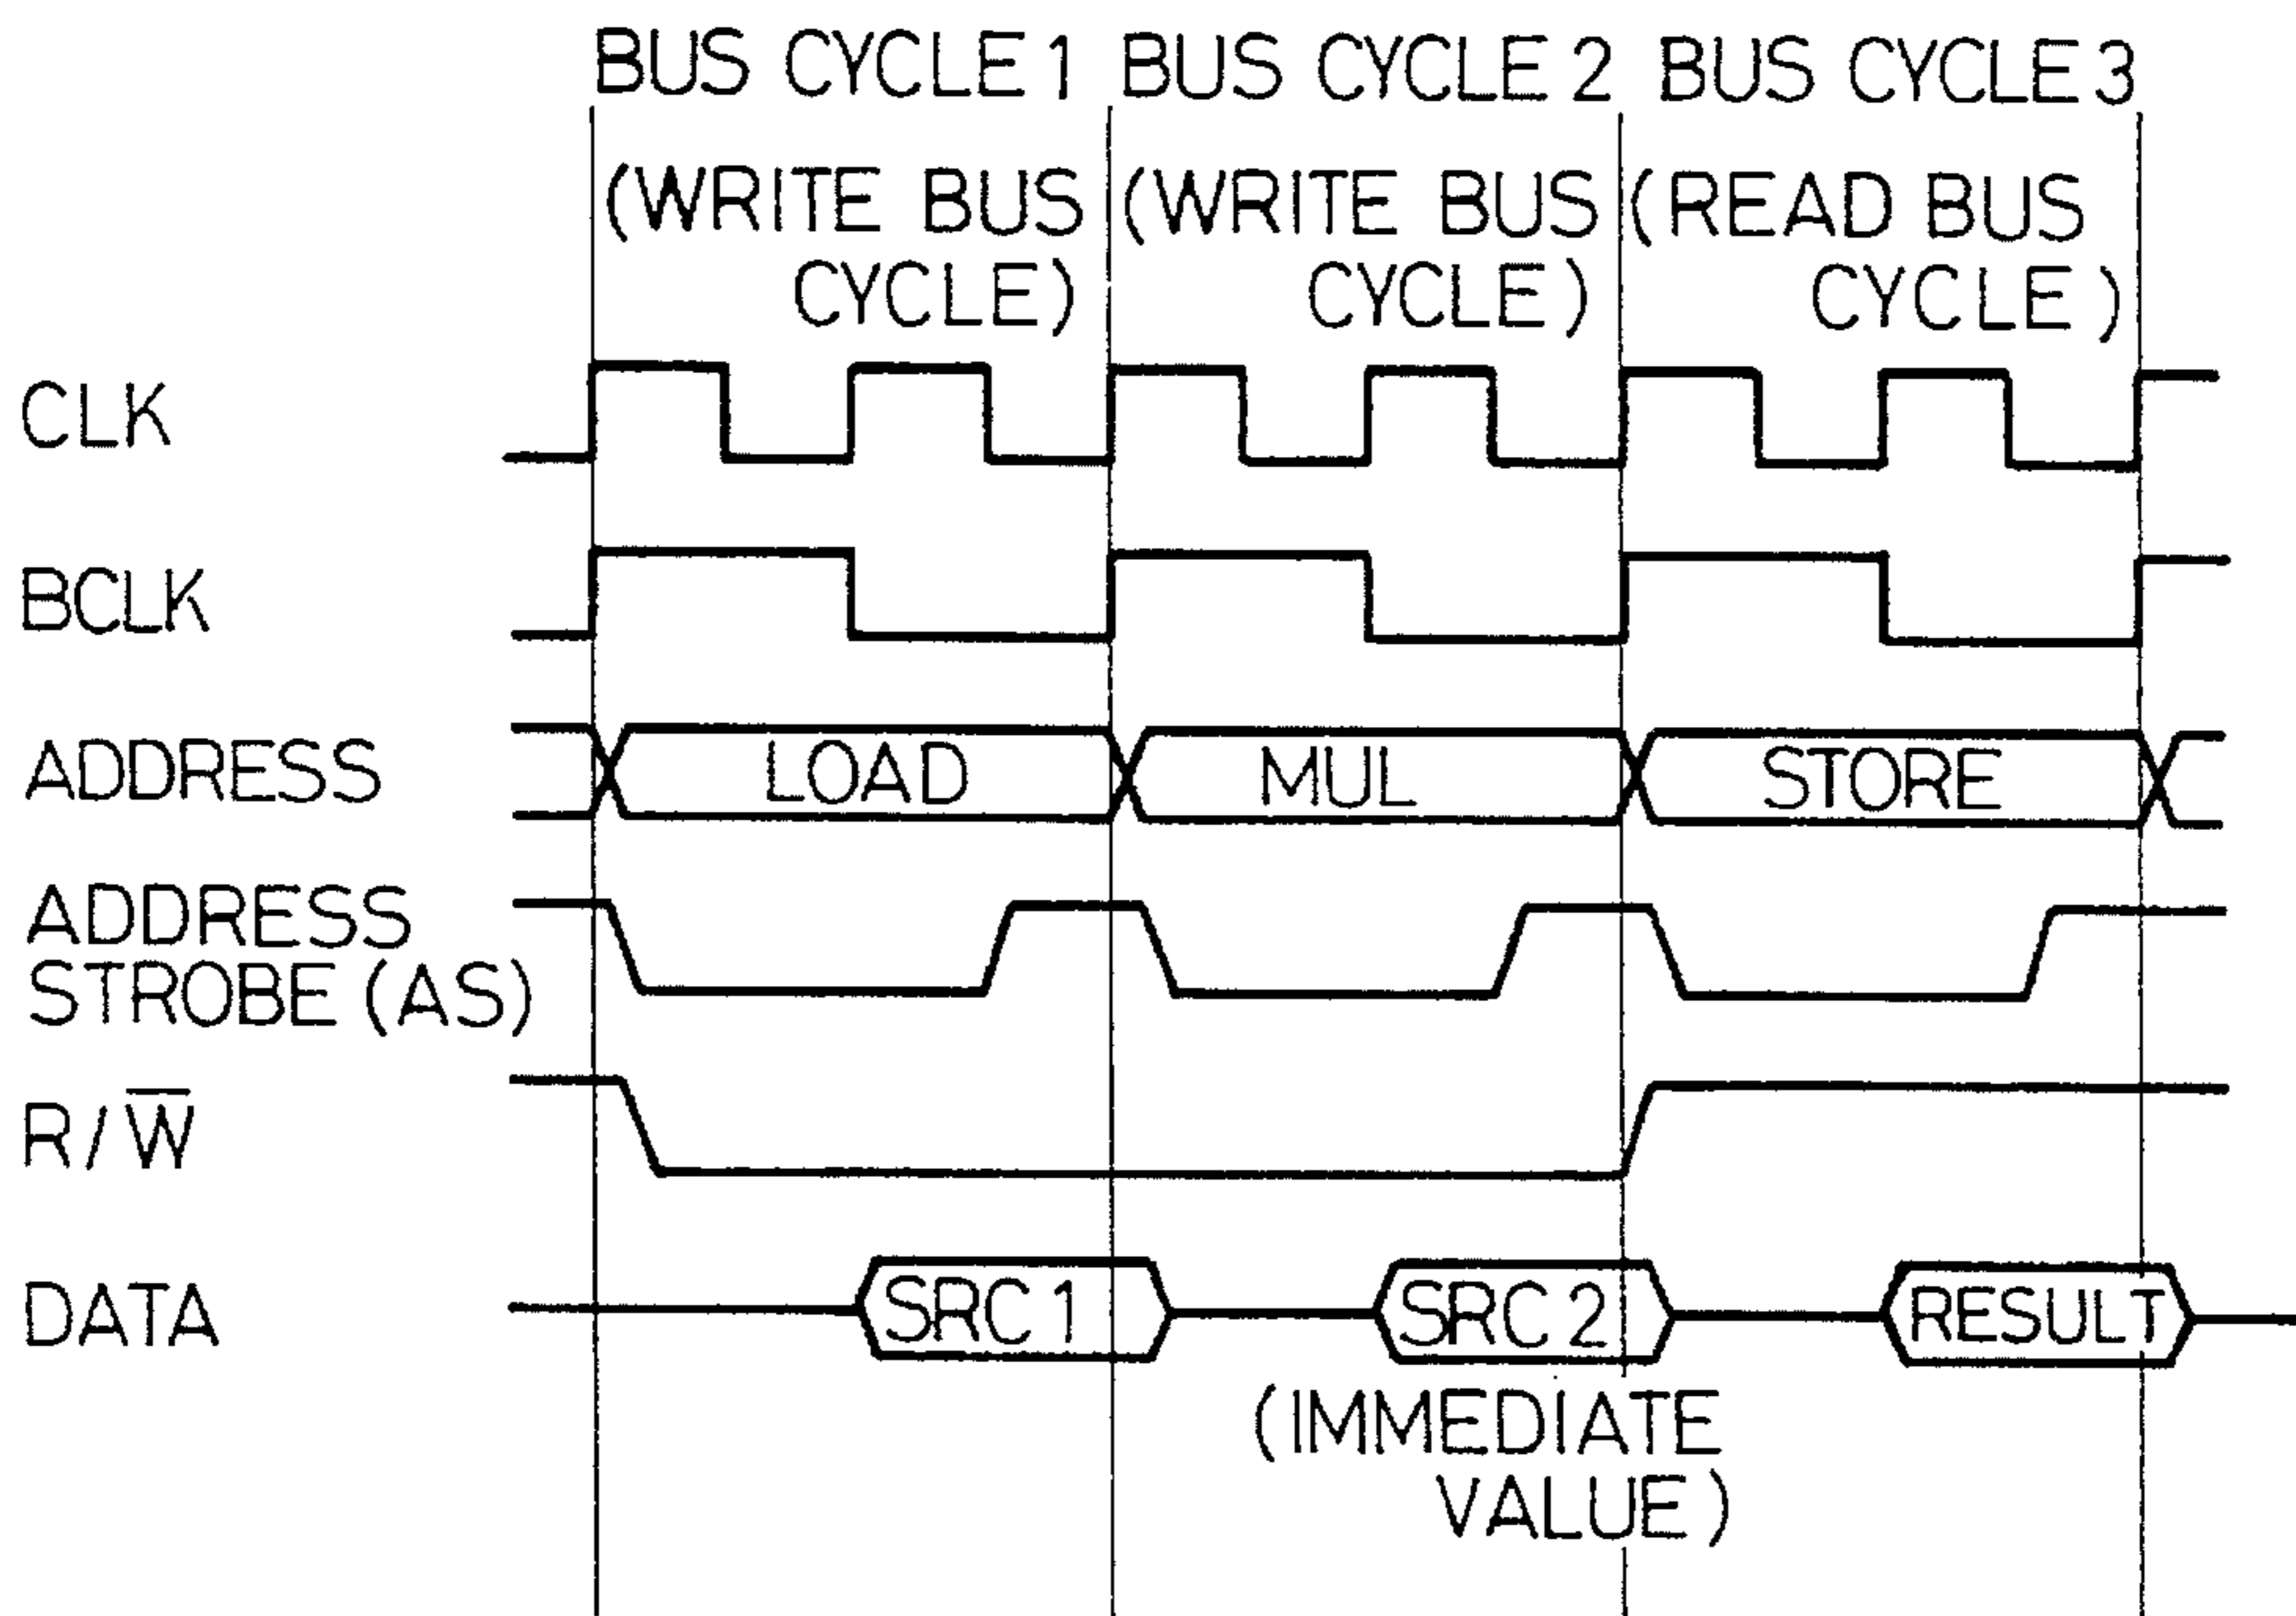 BUS CYCLE 1 BUS CYCLE 2 BUS CYCLE 3
(WRITE BUS CYCLE) (WRITE BUS CYCLE) (READ BUS CYCLE)
CLK
BCLK
ADDRESS LOAD MUL STORE
ADDRESS
STROBE (AS)
R/W̅
DATA SRC 1 SRC 2 RESULT
(IMMEDIATE
VALUE)